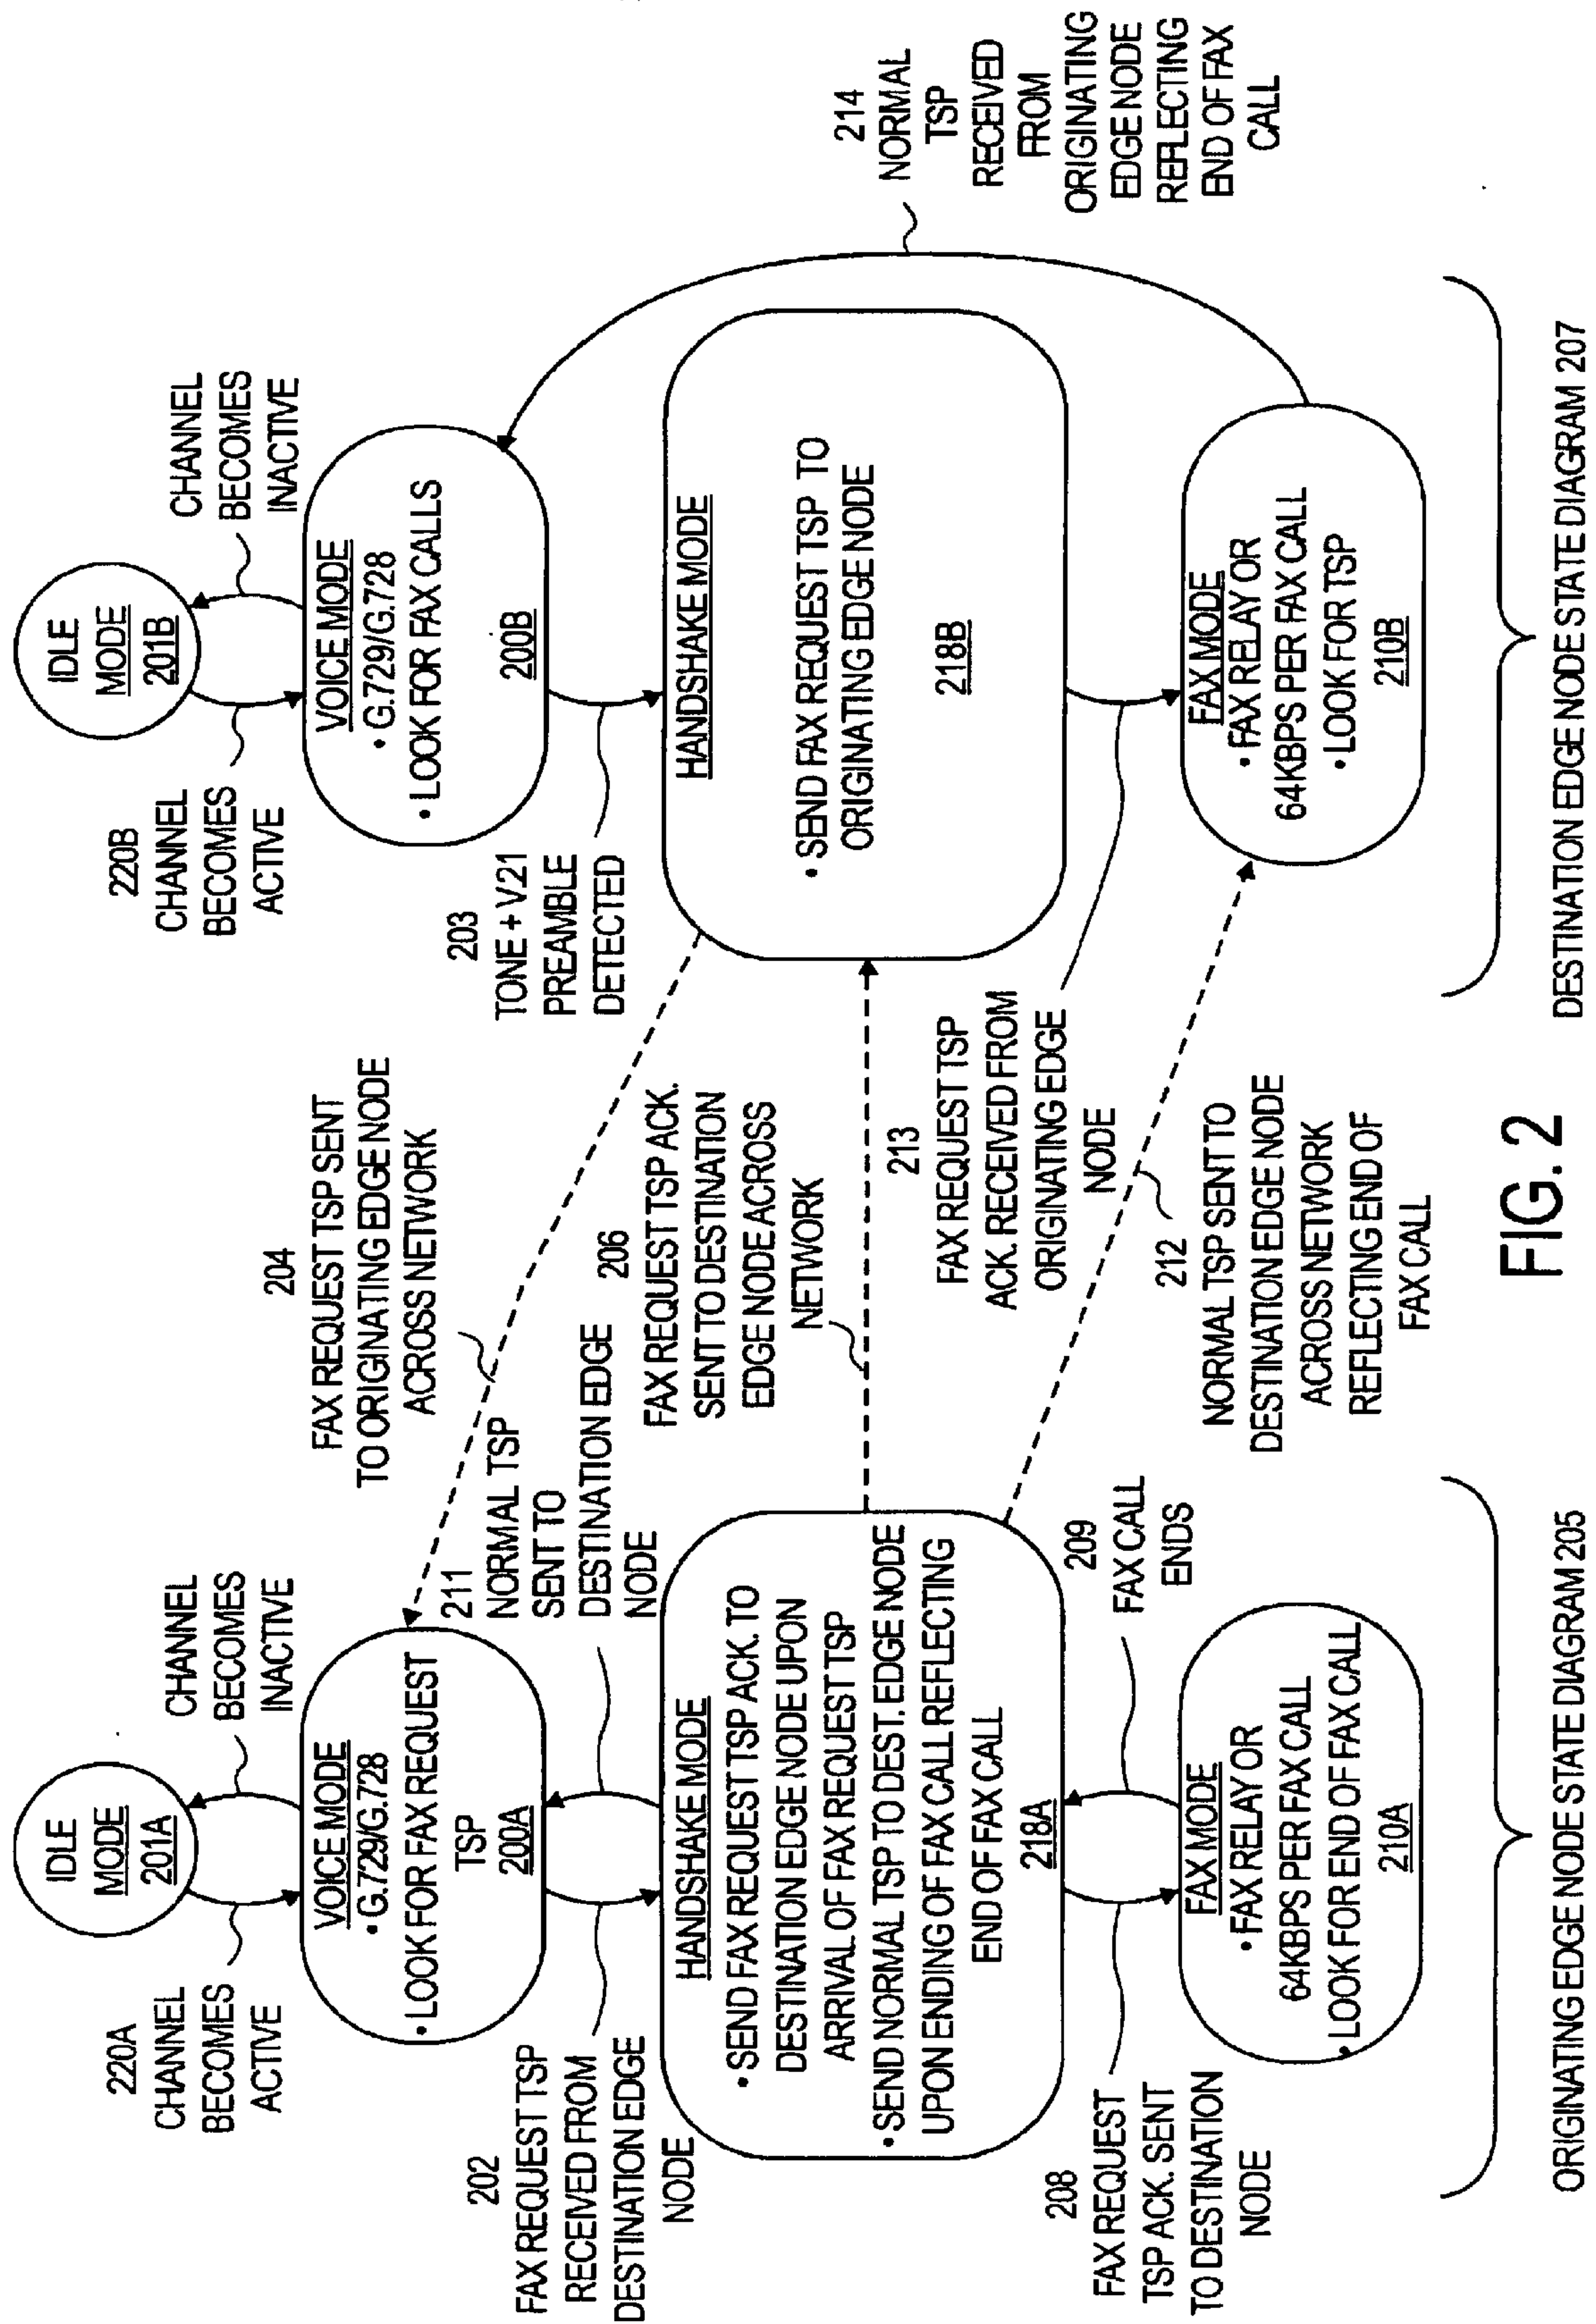 IDLE
MODE
201A
220A
CHANNEL
BECOMES
ACTIVE
CHANNEL
BECOMES
INACTIVE
VOICE MODE
• G.729/G.728
• LOOK FOR FAX REQUEST
TSP
200A
202
FAX REQUEST TSP
RECEIVED FROM
DESTINATION EDGE
NODE
211
NORMAL TSP
SENT TO
DESTINATION EDGE
NODE
HANDSHAKE MODE
• SEND FAX REQUEST TSP ACK. TO
DESTINATION EDGE NODE UPON
ARRIVAL OF FAX REQUEST TSP
• SEND NORMAL TSP TO DEST. EDGE NODE
UPON ENDING OF FAX CALL REFLECTING
END OF FAX CALL
218A
208
FAX REQUEST
TSP ACK. SENT
TO DESTINATION
NODE
209
FAX CALL
ENDS
FAX MODE
• FAX RELAY OR
64KBPS PER FAX CALL
• LOOK FOR END OF FAX CALL
210A
ORIGINATING EDGE NODE STATE DIAGRAM 205
204
FAX REQUEST TSP SENT
TO ORIGINATING EDGE NODE
ACROSS NETWORK
206
FAX REQUEST TSP ACK.
SENT TO DESTINATION
EDGE NODE ACROSS
NETWORK
213
FAX REQUEST TSP
ACK. RECEIVED FROM
ORIGINATING EDGE
NODE
212
NORMAL TSP SENT TO
DESTINATION EDGE NODE
ACROSS NETWORK
REFLECTING END OF
FAX CALL
IDLE
MODE
201B
220B
CHANNEL
BECOMES
ACTIVE
CHANNEL
BECOMES
INACTIVE
VOICE MODE
• G.729/G.728
• LOOK FOR FAX CALLS
200B
203
TONE + V.21
PREAMBLE
DETECTED
HANDSHAKE MODE
• SEND FAX REQUEST TSP TO
ORIGINATING EDGE NODE
218B
FAX MODE
• FAX RELAY OR
64KBPS PER FAX CALL
• LOOK FOR TSP
210B
214
NORMAL
TSP
RECEIVED
FROM
ORIGINATING
EDGE NODE
REFLECTING
END OF FAX
CALL
DESTINATION EDGE NODE STATE DIAGRAM 207
FIG. 2